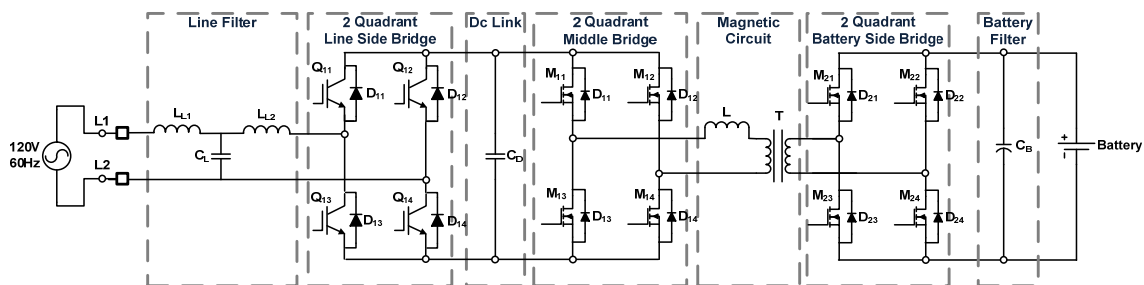 Line Filter
2 Quadrant
Line Side Bridge
Dc Link
2 Quadrant
Middle Bridge
Magnetic
Circuit
2 Quadrant
Battery Side Bridge
Battery
Filter
120V
60Hz
L1
L2
LL1
LL2
CL
Q11
D11
Q12
D12
Q13
D13
Q14
D14
CD
M11
D11
M12
D12
M13
D13
M14
D14
L
T
M21
D21
M22
D22
M23
D23
M24
D24
CB
+
-
Battery